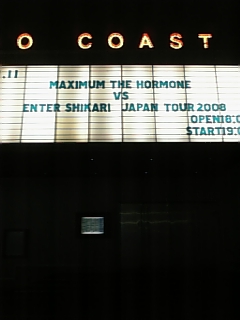 O COAST
.11
MAXIMUM THE HORMONE
VS
ENTER SHIKARI JAPAN TOUR 2008
OPEN18:0
START19:0